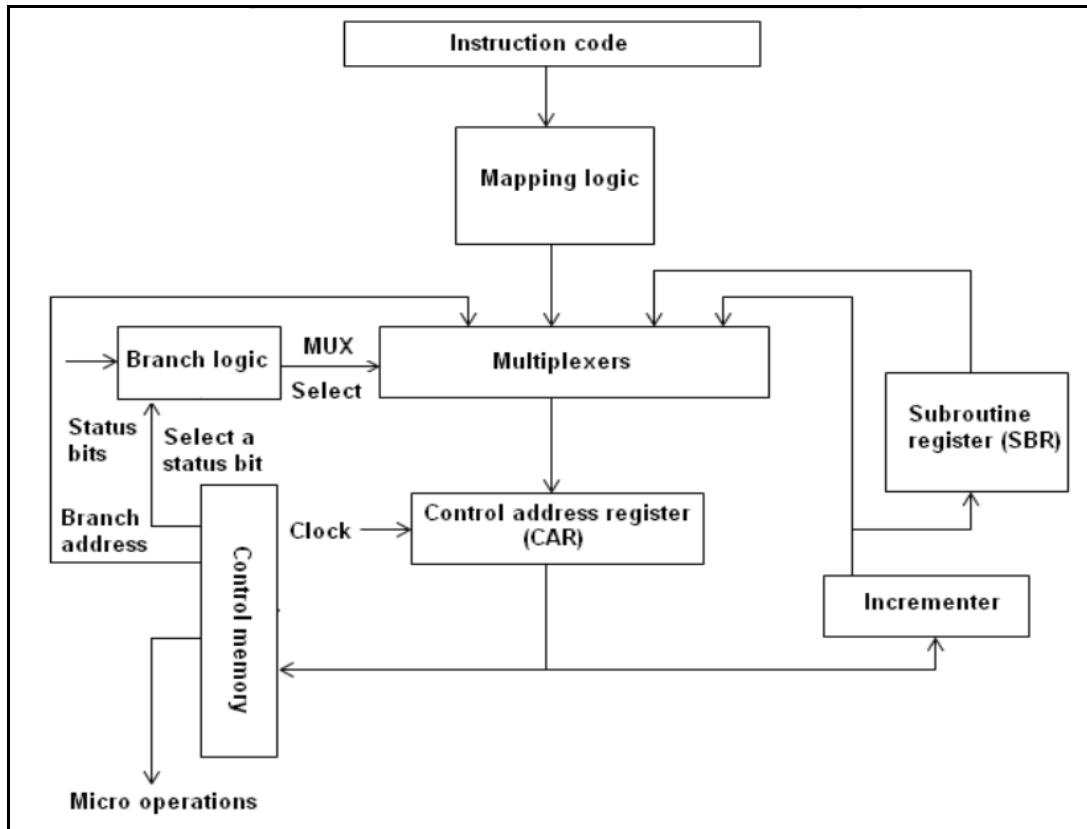 Instruction code
Mapping logic
Branch logic
MUX
Select
Multiplexers
Subroutine
register (SBR)
Status
bits
Select a
status bit
Branch
address
Clock
Control address register
(CAR)
Control memory
Incrementer
Micro operations